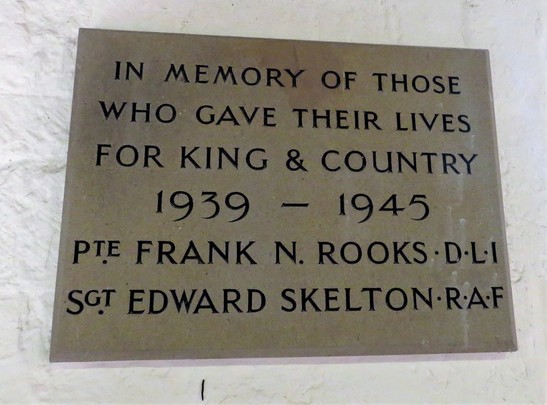 IN MEMORY OF THOSE
WHO GAVE THEIR LIVES
FOR KING & COUNTRY
1939 – 1945
PTE FRANK N. ROOKS·D·L·I
SGT EDWARD SKELTON·R·A·F